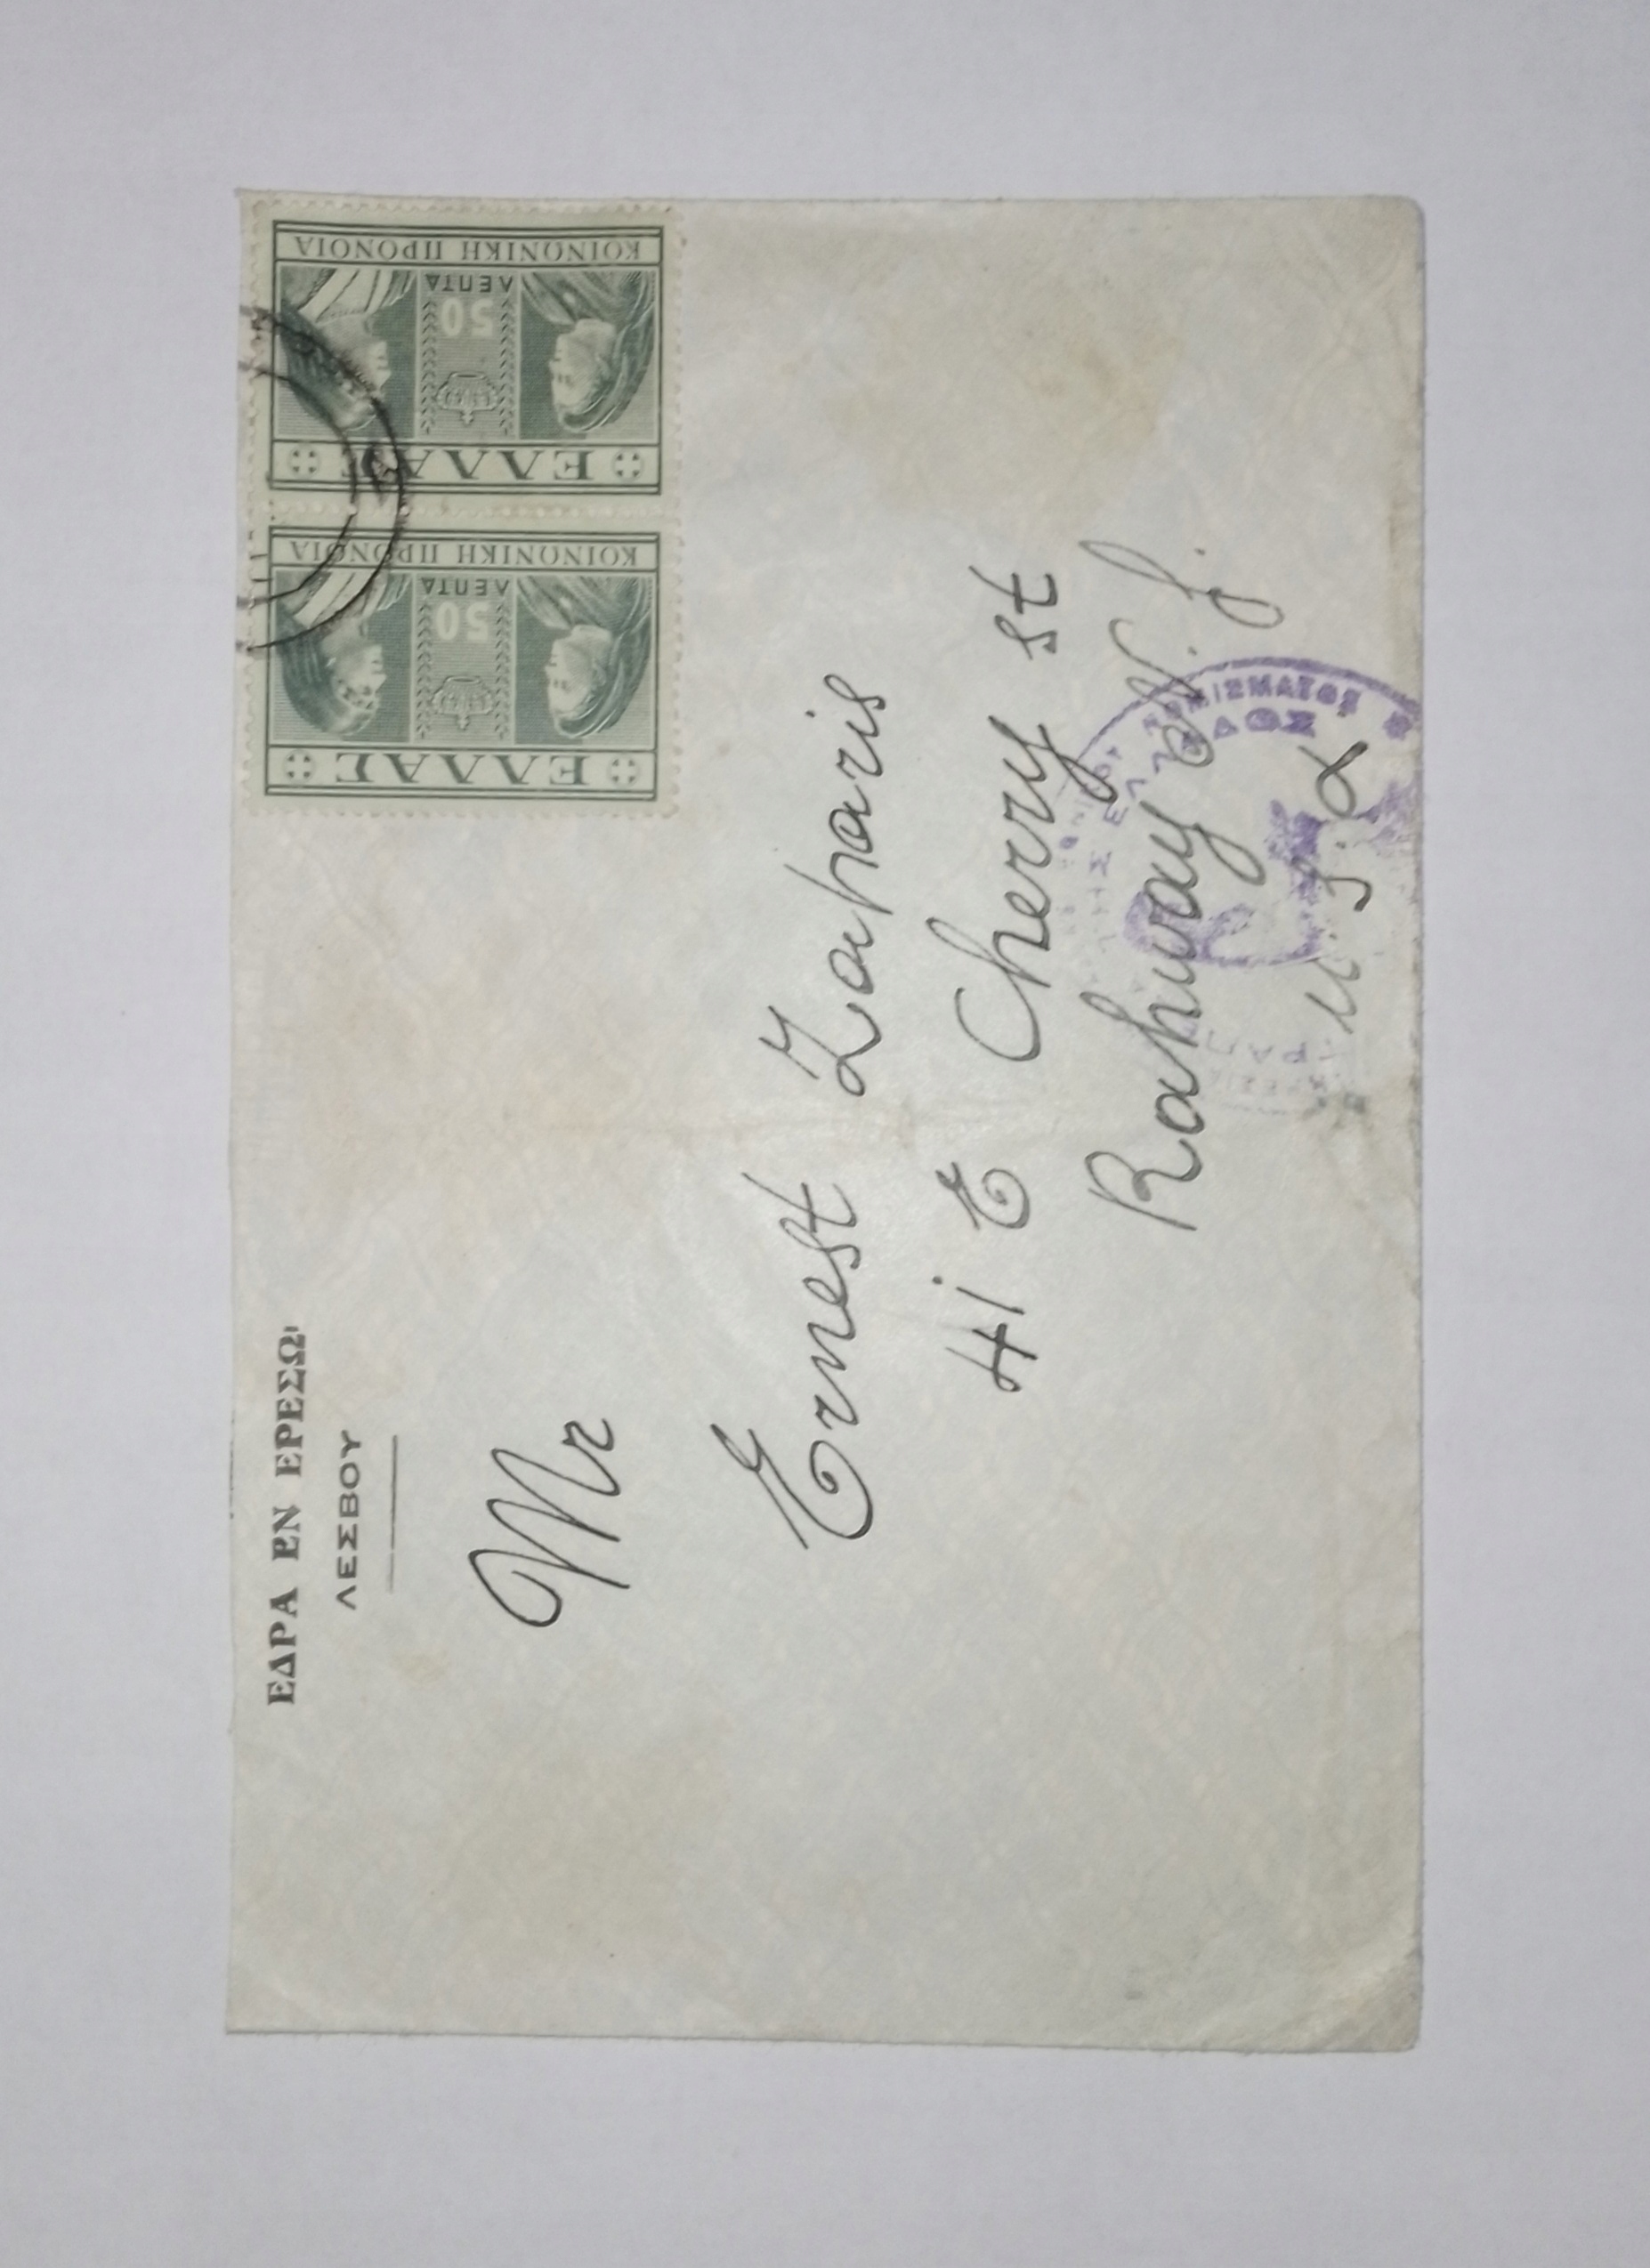 ΕΔΡΑ ΕΝ ΕΡΕΣΩι
ΛΕΣΒΟΥ
ΕΛΛΑΣ
50
ΛΕΠΤΑ
ΚΟΙΝΩΝΙΚΗ ΠΡΟΝΟΙΑ
ΕΛΛΑΣ
50
ΛΕΠΤΑ
ΚΟΙΝΩΝΙΚΗ ΠΡΟΝΟΙΑ
Mr
Ernest Zaharis
41 E Cherry st
Rahway N. J.
U. S. A